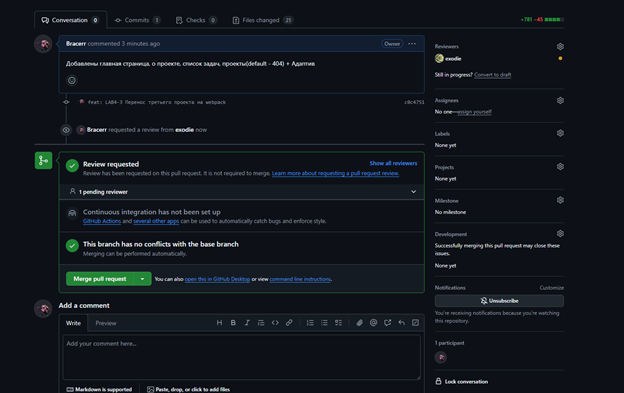 Conversation 0 Commits 1 Checks 0 Files changed 21 +781 −45
Bracerr commented 3 minutes ago Owner
Добавлены главная страница, о проекте, список задач, проекты(default - 404) + Адаптив
feat: LAB4-3 Перенос третьего проекта на webpack c0c4751
Bracerr requested a review from exodie now
Review requested Show all reviewers
Review has been requested on this pull request. It is not required to merge. Learn more about requesting a pull request review.
1 pending reviewer
Continuous integration has not been set up
GitHub Actions and several other apps can be used to automatically catch bugs and enforce style.
This branch has no conflicts with the base branch
Merging can be performed automatically.
Merge pull request You can also open this in GitHub Desktop or view command line instructions.
Add a comment
Write Preview
Add your comment here...
Markdown is supported Paste, drop, or click to add files
Reviewers
exodie
Still in progress? Convert to draft
Assignees
No one—assign yourself
Labels
None yet
Projects
None yet
Milestone
No milestone
Development
Successfully merging this pull request may close these
issues.
None yet
Notifications Customize
Unsubscribe
You're receiving notifications because you're watching
this repository.
1 participant
Lock conversation